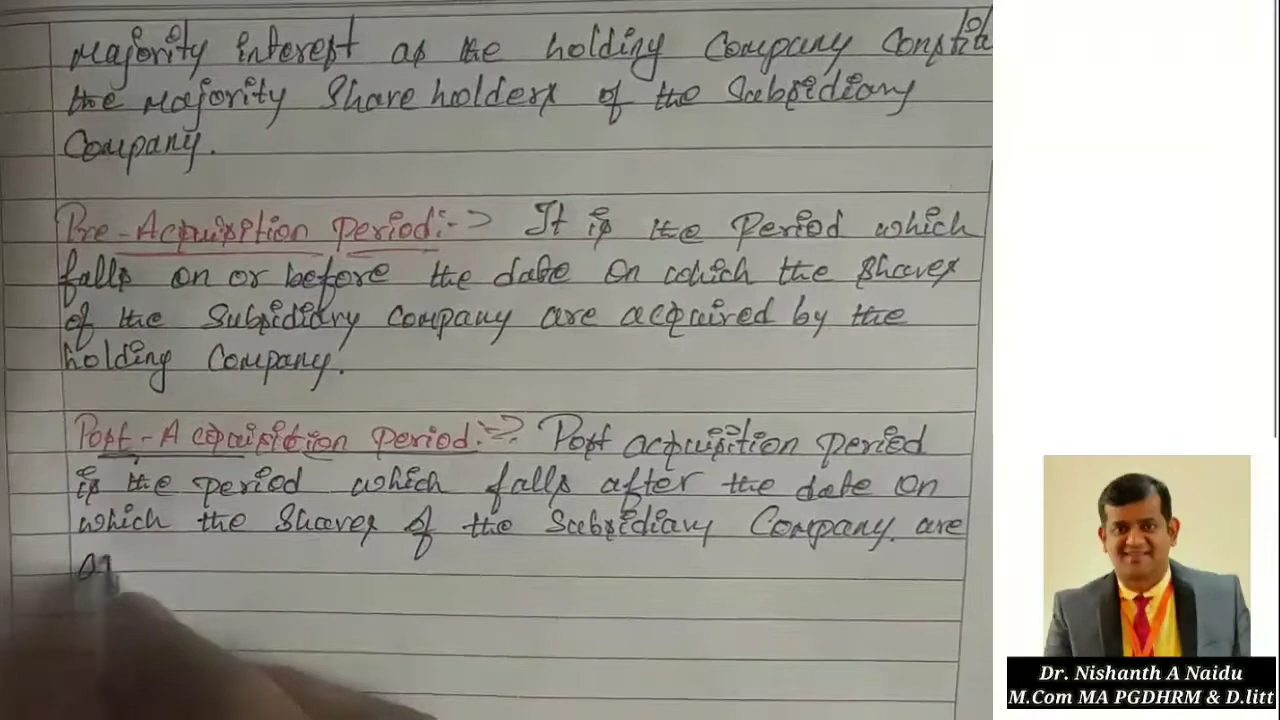 Majority interest as the holding Company
the Majority Share holders of the Subsidiary
Company.
Pre-Acquisition period:-> It is the Period which
falls on or before the date on which the shares
of the Subsidiary Company are acquired by the
holding Company.
Post-Acquisition period:-> Post acquisition period
is the period which falls after the date on
which the Shares of the Subsidiary Company are
Dr. Nishanth A Naidu
M.Com MA PGDHRM & D.litt